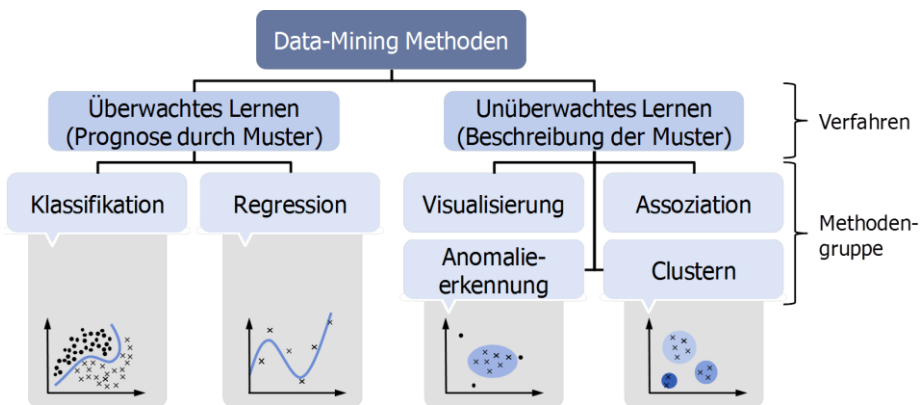 Data-Mining Methoden
Überwachtes Lernen
(Prognose durch Muster)
Unüberwachtes Lernen
(Beschreibung der Muster)
Verfahren
Klassifikation
Regression
Visualisierung
Assoziation
Methoden-
gruppe
Anomalie-
erkennung
Clustern